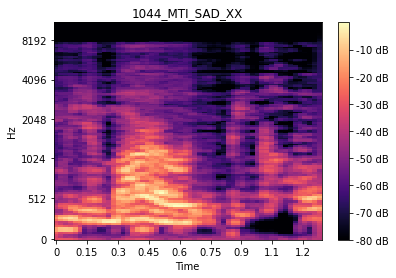 1044_MTI_SAD_XX
8192
4096
2048
1024
512
0
Hz
0 0.15 0.3 0.45 0.6 0.75 0.9 1.1 1.2
Time
-10 dB
-20 dB
-30 dB
-40 dB
-50 dB
-60 dB
-70 dB
-80 dB